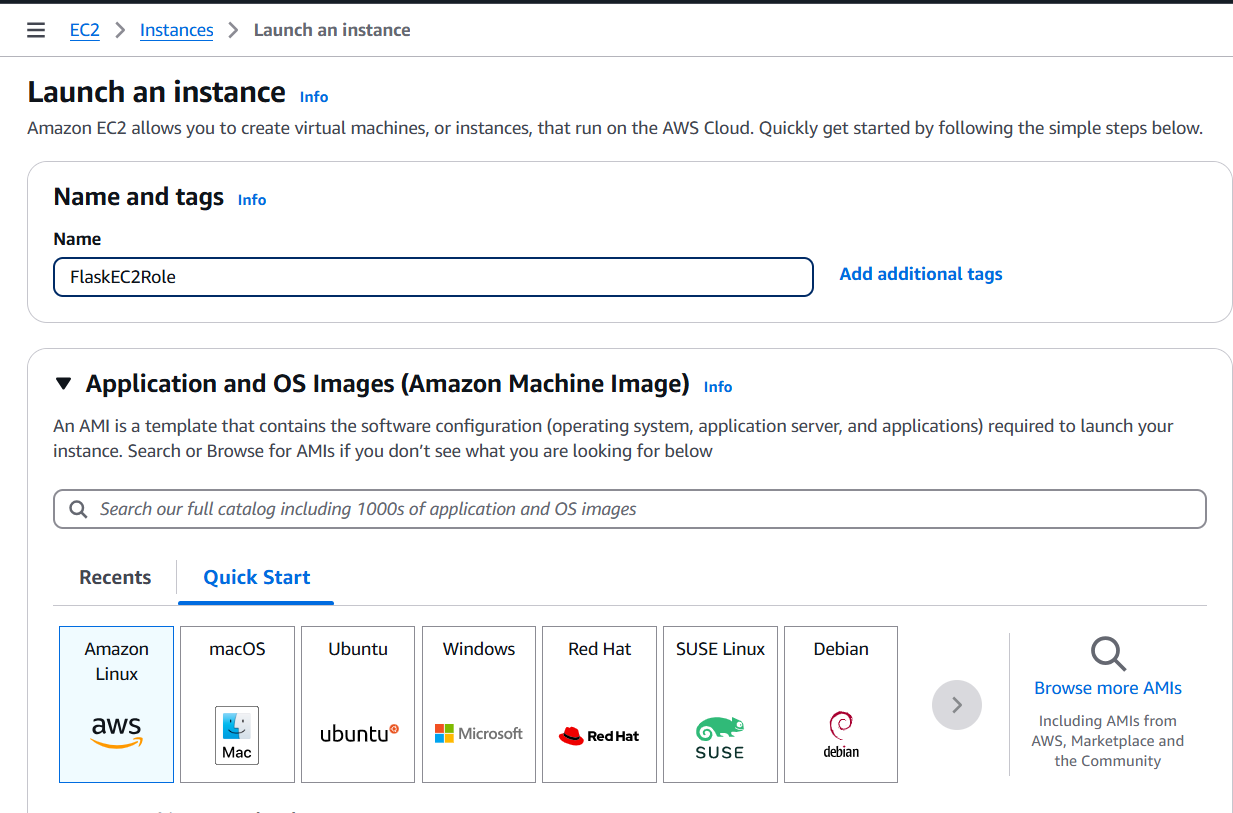 EC2 > Instances > Launch an instance
Launch an instance Info
Amazon EC2 allows you to create virtual machines, or instances, that run on the AWS Cloud. Quickly get started by following the simple steps below.
Name and tags Info
Name
FlaskEC2Role
Add additional tags
Application and OS Images (Amazon Machine Image) Info
An AMI is a template that contains the software configuration (operating system, application server, and applications) required to launch your
instance. Search or Browse for AMIs if you don’t see what you are looking for below
Search our full catalog including 1000s of application and OS images
Recents
Quick Start
Amazon
Linux
aws
macOS
Mac
Ubuntu
ubuntu
Windows
Microsoft
Red Hat
Red Hat
SUSE Linux
SUSE
Debian
debian
Browse more AMIs
Including AMIs from
AWS, Marketplace and
the Community